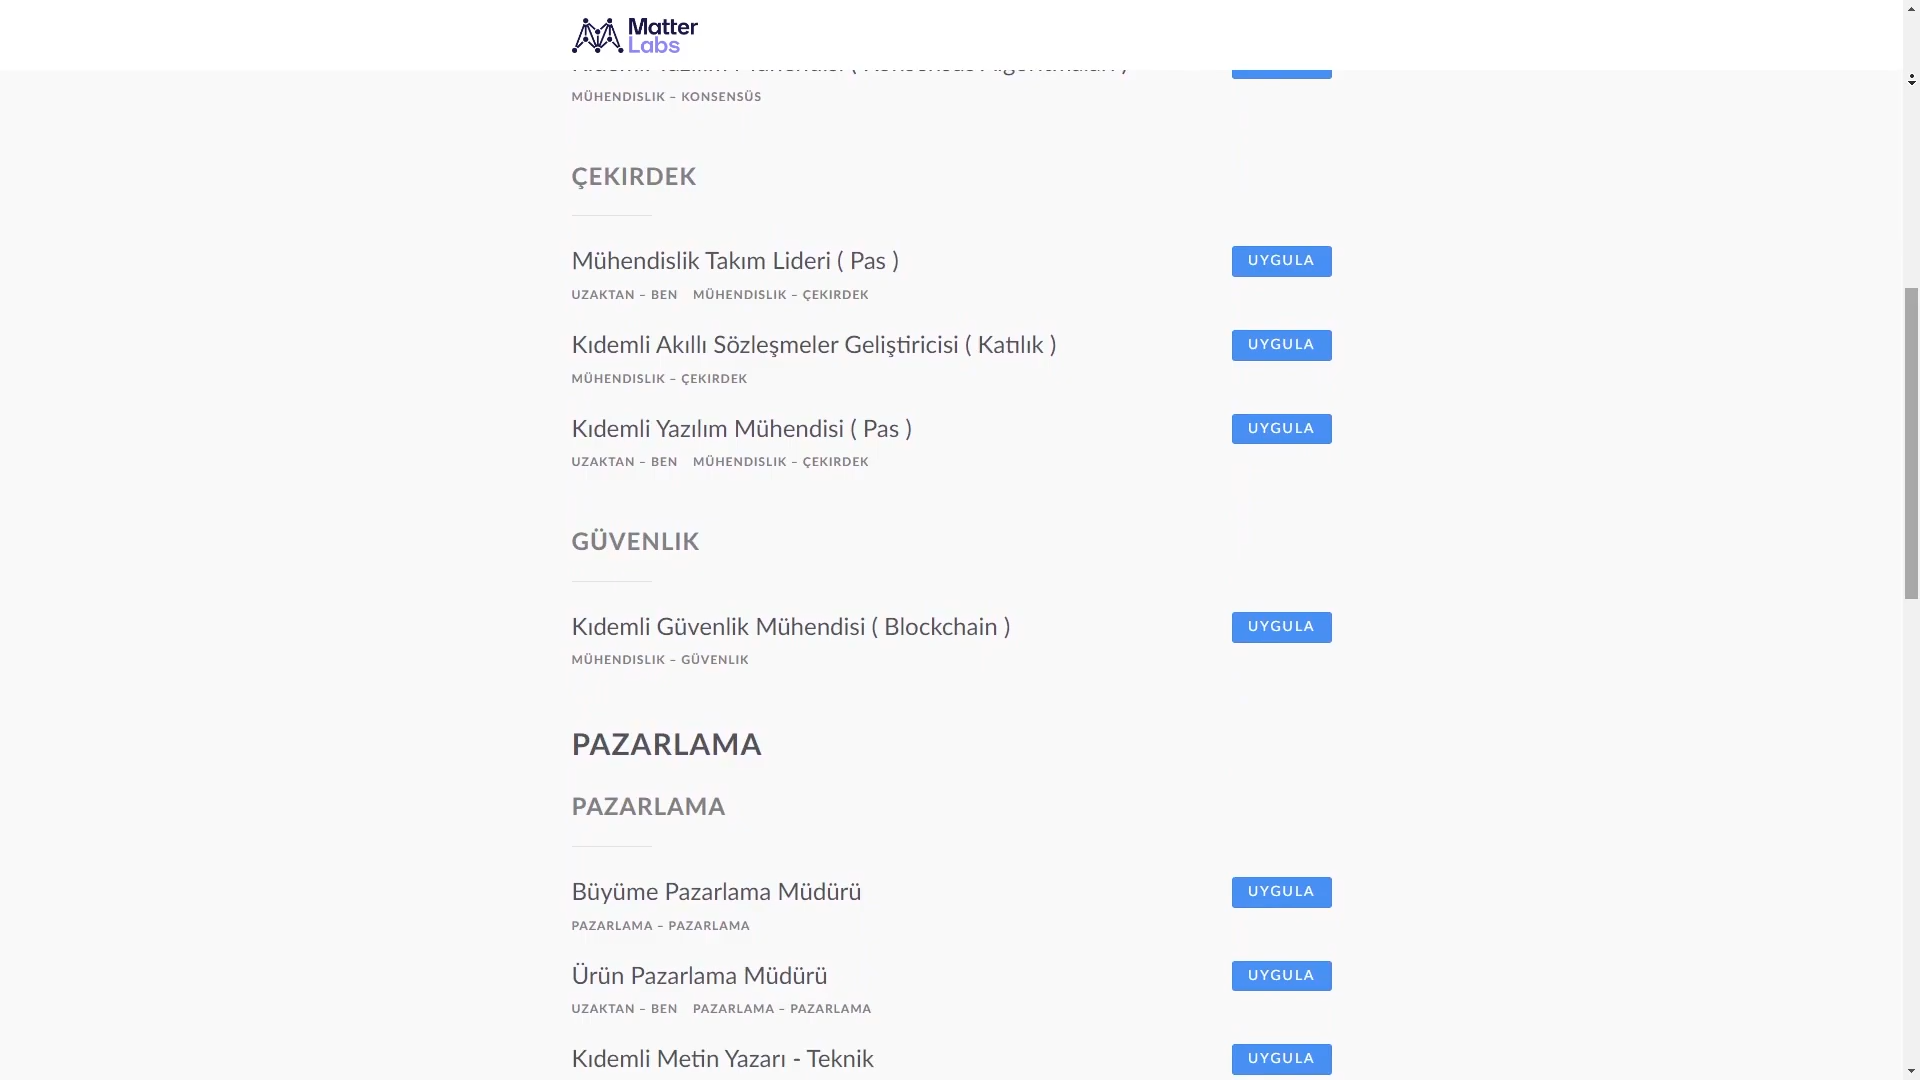 Matter
Labs
MÜHENDISLIK – KONSENSÜS
ÇEKIRDEK
Mühendislik Takım Lideri ( Pas )
UYGULA
UZAKTAN – BEN MÜHENDISLIK – ÇEKIRDEK
Kıdemli Akıllı Sözleşmeler Geliştiricisi ( Katılık )
UYGULA
MÜHENDISLIK – ÇEKIRDEK
Kıdemli Yazılım Mühendisi ( Pas )
UYGULA
UZAKTAN – BEN MÜHENDISLIK – ÇEKIRDEK
GÜVENLIK
Kıdemli Güvenlik Mühendisi ( Blockchain )
UYGULA
MÜHENDISLIK – GÜVENLIK
PAZARLAMA
PAZARLAMA
Büyüme Pazarlama Müdürü
UYGULA
PAZARLAMA – PAZARLAMA
Ürün Pazarlama Müdürü
UYGULA
UZAKTAN – BEN PAZARLAMA – PAZARLAMA
Kıdemli Metin Yazarı - Teknik
UYGULA